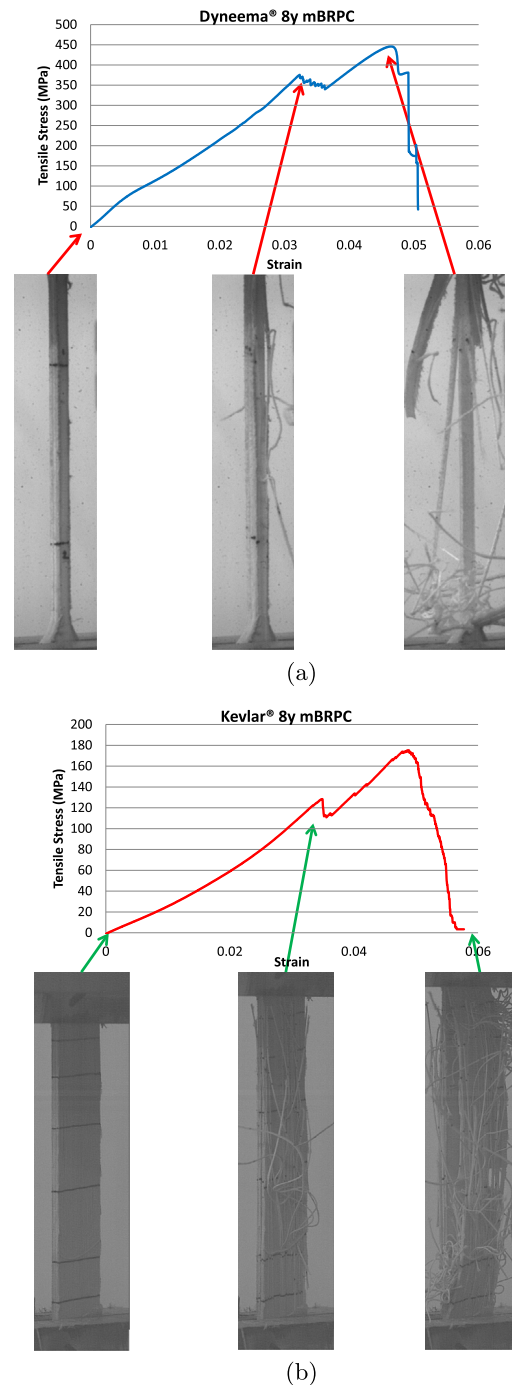 Dyneema® 8y mBRPC
Tensile Stress (MPa)
500
450
400
350
300
250
200
150
100
50
0
0 0.01 0.02 0.03 0.04 0.05 0.06
Strain
(a)
Kevlar® 8y mBRPC
Tensile Stress (MPa)
200
180
160
140
120
100
80
60
40
20
0
0 0.02 0.04 0.06
Strain
(b)